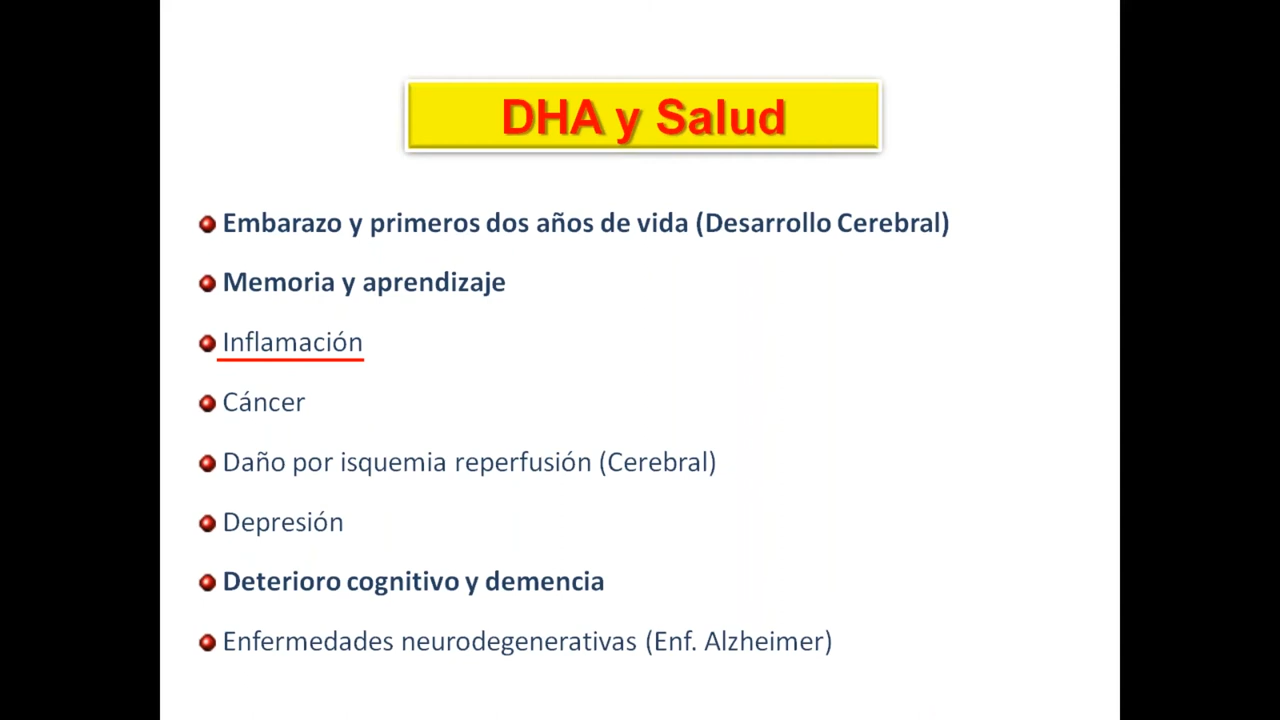 DHA y Salud
Embarazo y primeros dos años de vida (Desarrollo Cerebral)
Memoria y aprendizaje
Inflamación
Cáncer
Daño por isquemia reperfusión (Cerebral)
Depresión
Deterioro cognitivo y demencia
Enfermedades neurodegenerativas (Enf. Alzheimer)